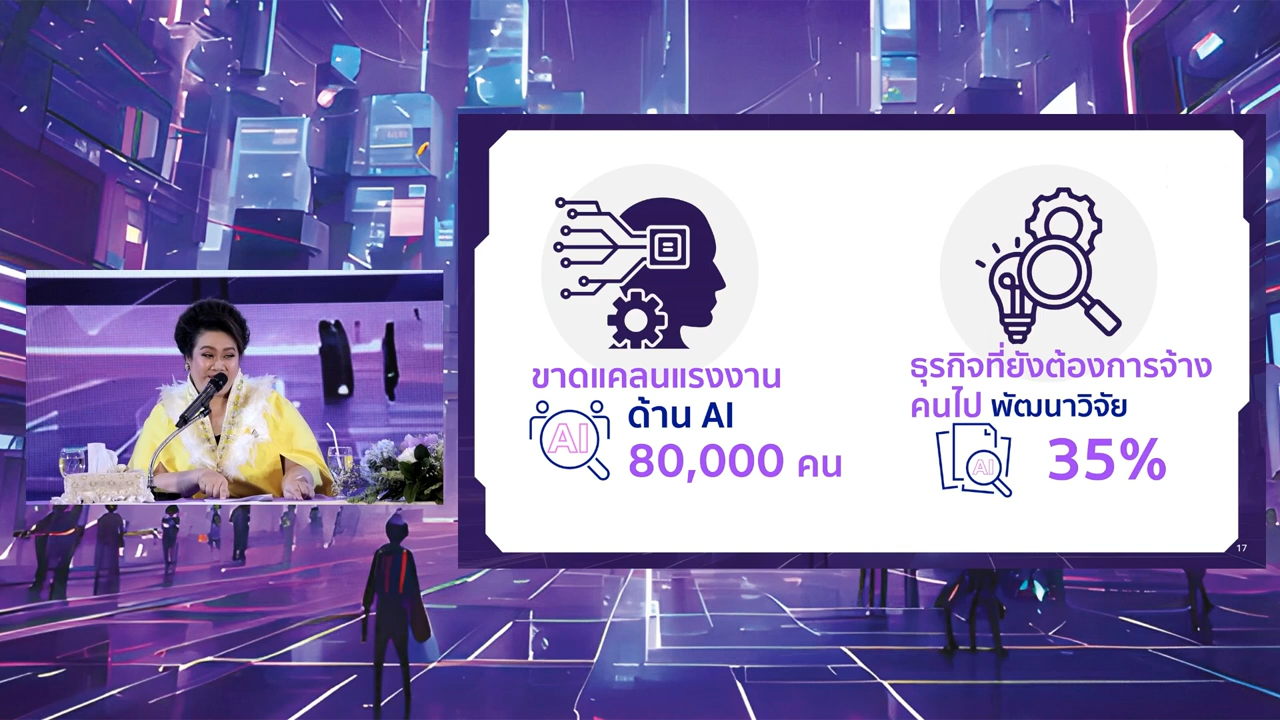 ขาดแคลนแรงงาน
ด้าน AI
AI
80,000 คน
ธุรกิจที่ยังต้องการจ้าง
คนไป พัฒนาวิจัย
AI
35%
17